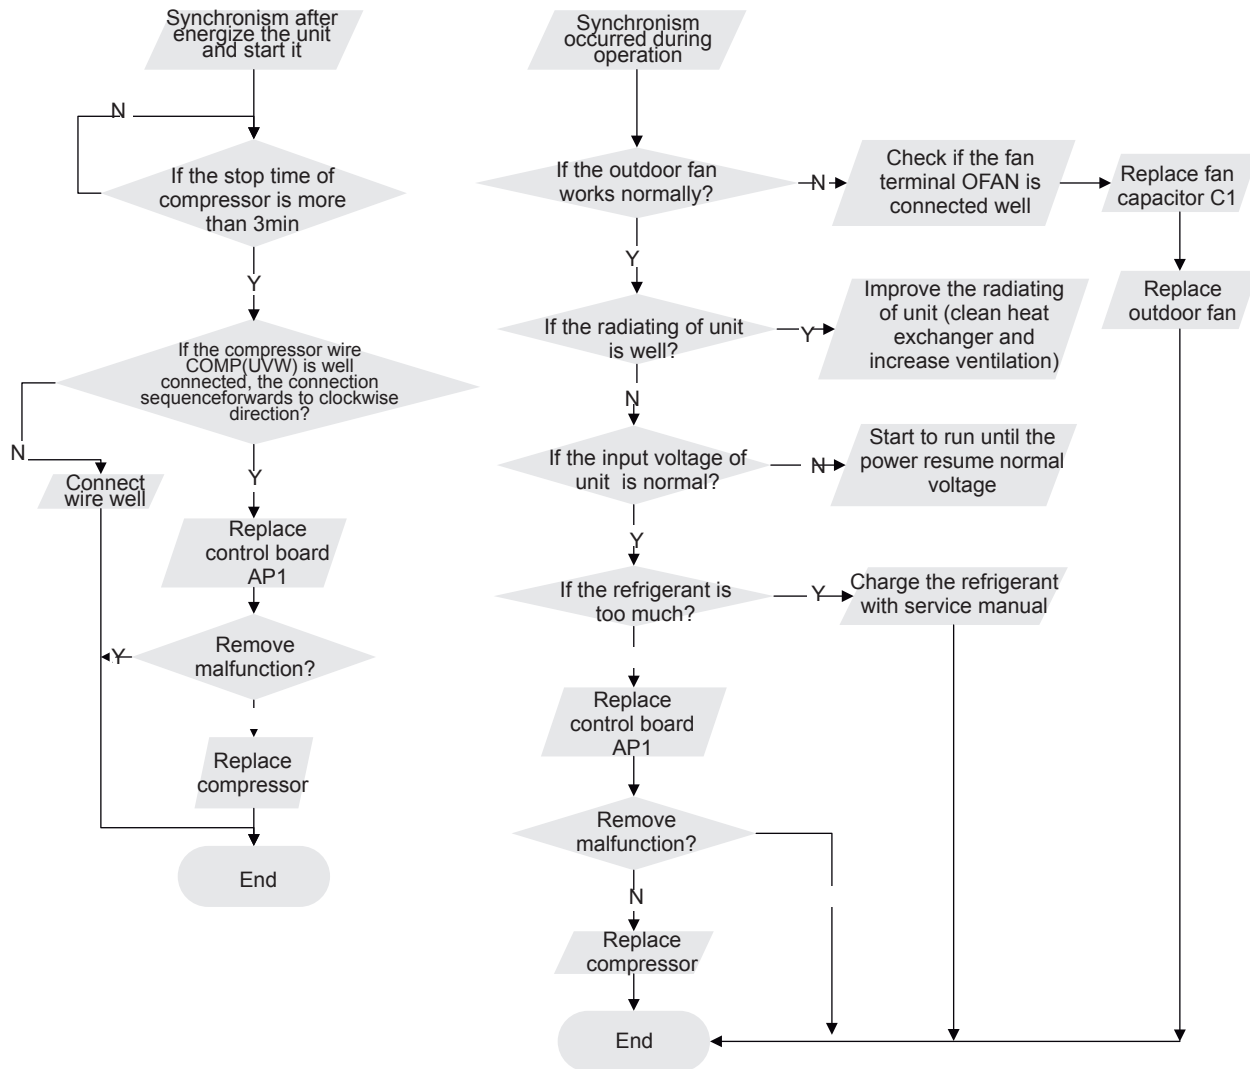 Synchronism after
energize the unit
and start it
N
If the stop time of
compressor is more
than 3min
Y
If the compressor wire
COMP(UVW) is well
connected, the connection
sequenceforwards to clockwise
direction?
N
Connect
wire well
Y
Replace
control board
AP1
Remove
malfunction?
Y
Replace
compressor
End
Synchronism
occurred during
operation
If the outdoor fan
works normally?
N
Check if the fan
terminal OFAN is
connected well
Replace fan
capacitor C1
Replace
outdoor fan
Y
If the radiating of unit
is well?
Y
Improve the radiating
of unit (clean heat
exchanger and
increase ventilation)
N
If the input voltage of
unit is normal?
N
Start to run until the
power resume normal
voltage
Y
If the refrigerant is
too much?
Y
Charge the refrigerant
with service manual
Replace
control board
AP1
Remove
malfunction?
N
Replace
compressor
End